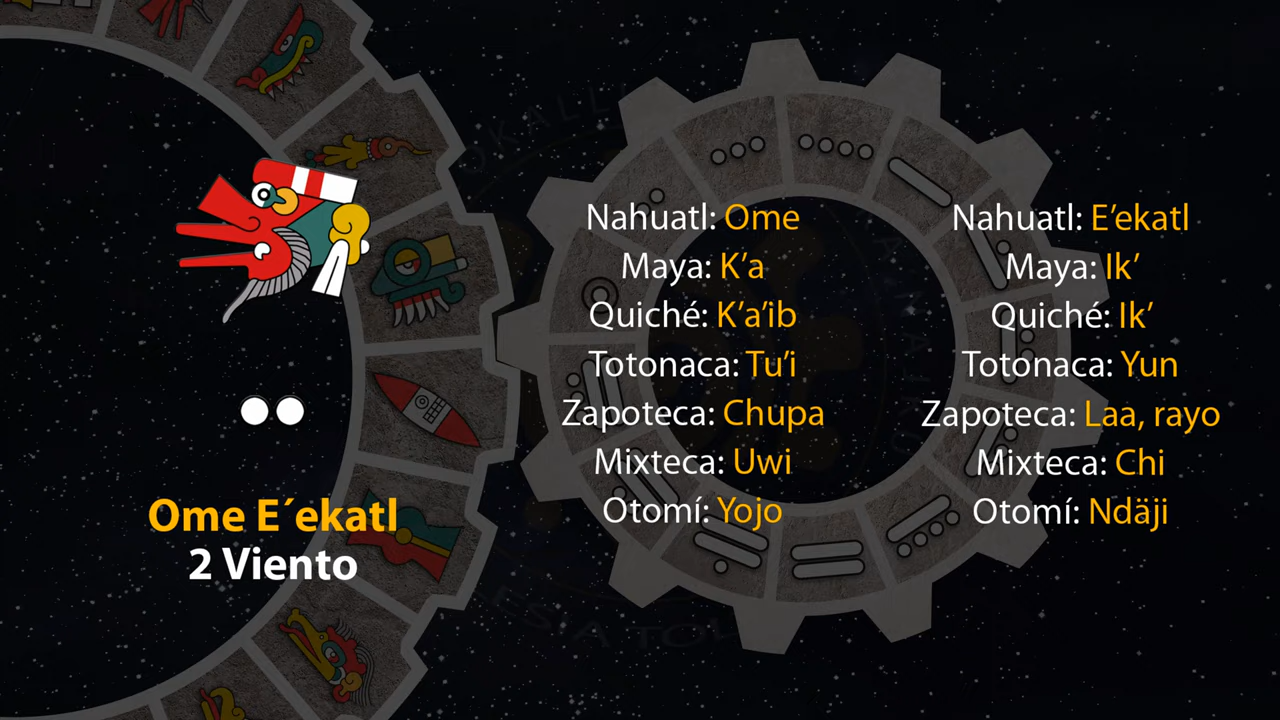 Ome E´ekatl
2 Viento
Nahuatl: Ome
Maya: K’a
Quiché: K’a’ib
Totonaca: Tu’i
Zapoteca: Chupa
Mixteca: Uwi
Otomí: Yojo
Nahuatl: E’ekatl
Maya: Ik’
Quiché: Ik’
Totonaca: Yun
Zapoteca: Laa, rayo
Mixteca: Chi
Otomí: Ndäji